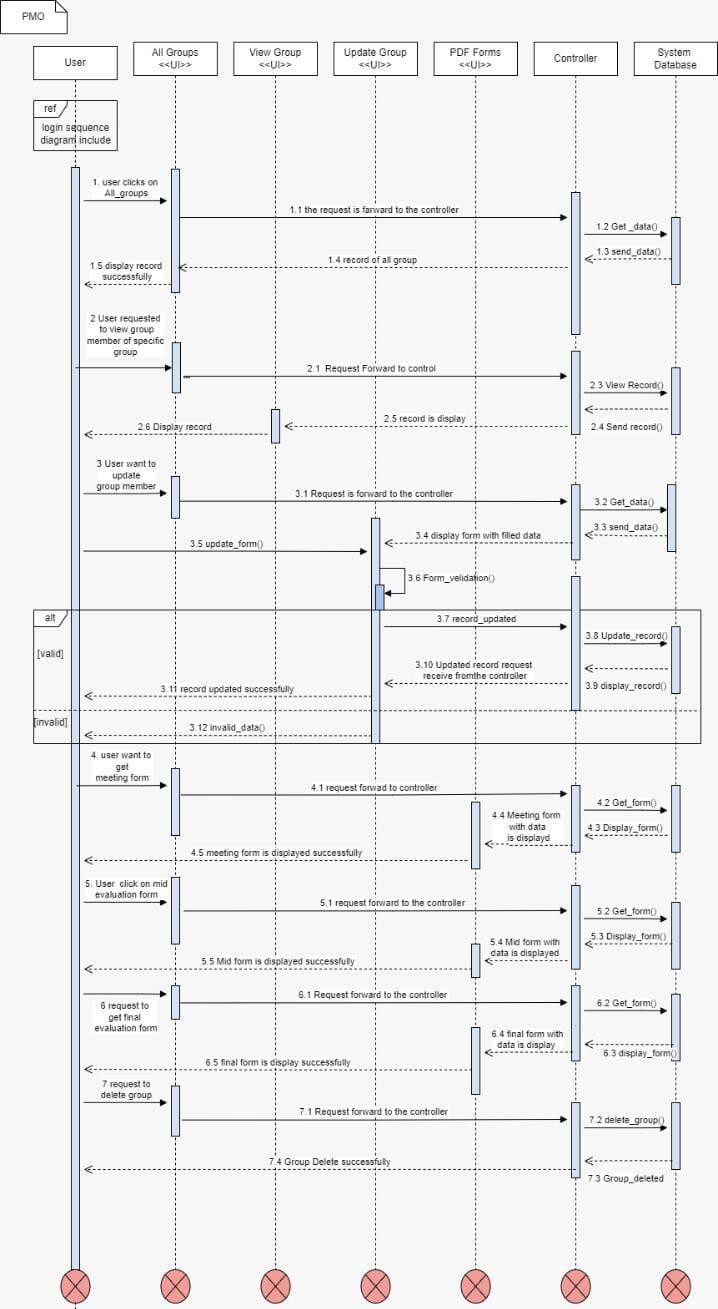 PMO
User
All Groups
<<UI>>
View Group
<<UI>>
Update Group
<<UI>>
PDF Forms
<<UI>>
Controller
System
Database
ref
login sequence
diagram include
1. user clicks on
All_groups
1.1 the request is farward to the controller
1.2 Get _data()
1.3 send_data()
1.4 record of all group
1.5 display record
successfully
2 User requested
to view group
member of specific
group
2.1 Request Forward to control
2.3 View Record()
2.4 Send record()
2.5 record is display
2.6 Display record
3 User want to
update
group member
3.1 Request is forward to the controller
3.2 Get_data()
3.3 send_data()
3.4 display form with filled data
3.5 update_form()
3.6 Form_validation()
alt
3.7 record_updated
[valid]
3.8 Update_record()
3.10 Updated record request
receive fromthe controller
3.9 display_record()
3.11 record updated successfully
[invalid]
3.12 invalid_data()
4. user want to
get
meeting form
4.1 request forwad to controller
4.2 Get_form()
4.3 Display_form()
4.4 Meeting form
with data
is displayd
4.5 meeting form is displayed successfully
5. User click on mid
evaluation form
5.1 request forward to the controller
5.2 Get_form()
5.3 Display_form()
5.4 Mid form with
data is displayed
5.5 Mid form is displayed successfully
6 request to
get final
evaluation form
6.1 Request forward to the controller
6.2 Get_form()
6.3 display_form()
6.4 final form with
data is display
6.5 final form is display successfully
7 request to
delete group
7.1 Request forward to the controller
7.2 delete_group()
7.3 Group_deleted
7.4 Group Delete successfully